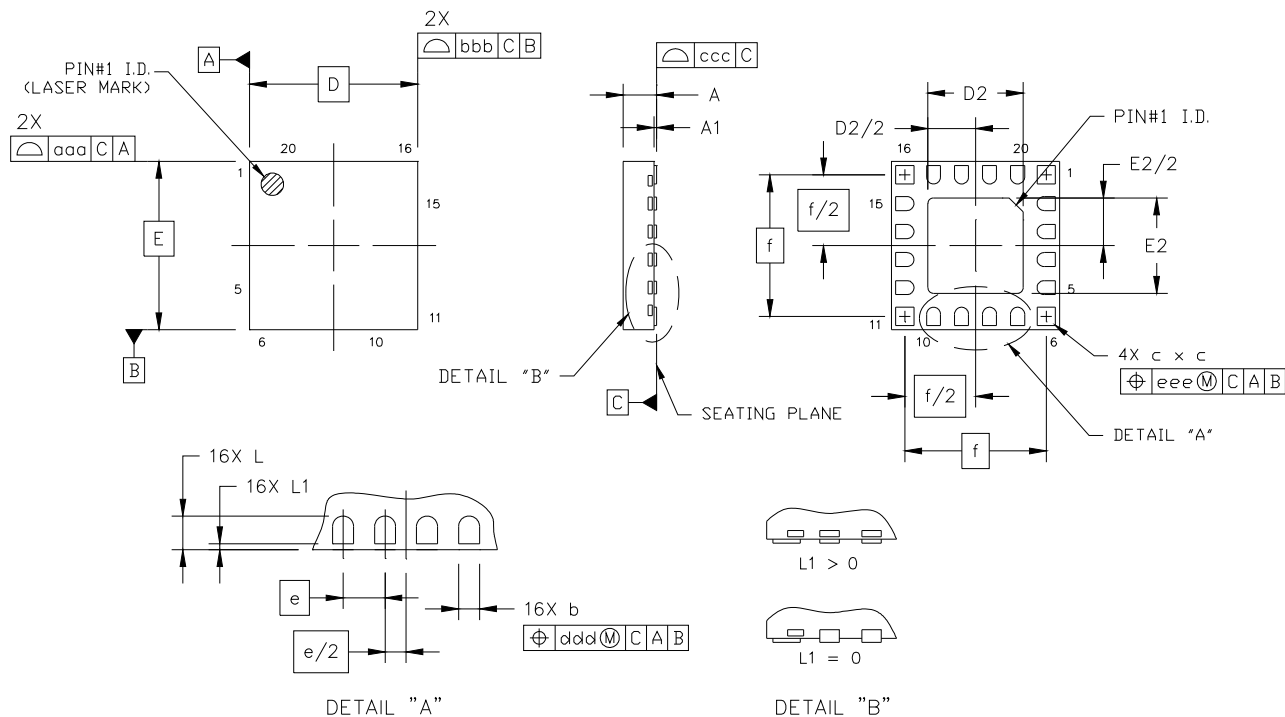 2X
bbb C B
A
D
PIN#1 I.D.
(LASER MARK)
2X
aaa C A
20
16
1
15
E
5
11
6
10
B
ccc C
A
A1
DETAIL "B"
C
SEATING PLANE
D2
D2/2
PIN#1 I.D.
16
20
1
E2/2
f/2
15
f
E2
5
11
10
6
4X c x c
⌖ eee Ⓜ C A B
f/2
DETAIL "A"
f
16X L
16X L1
e
e/2
16X b
⌖ ddd Ⓜ C A B
DETAIL "A"
L1 > 0
L1 = 0
DETAIL "B"